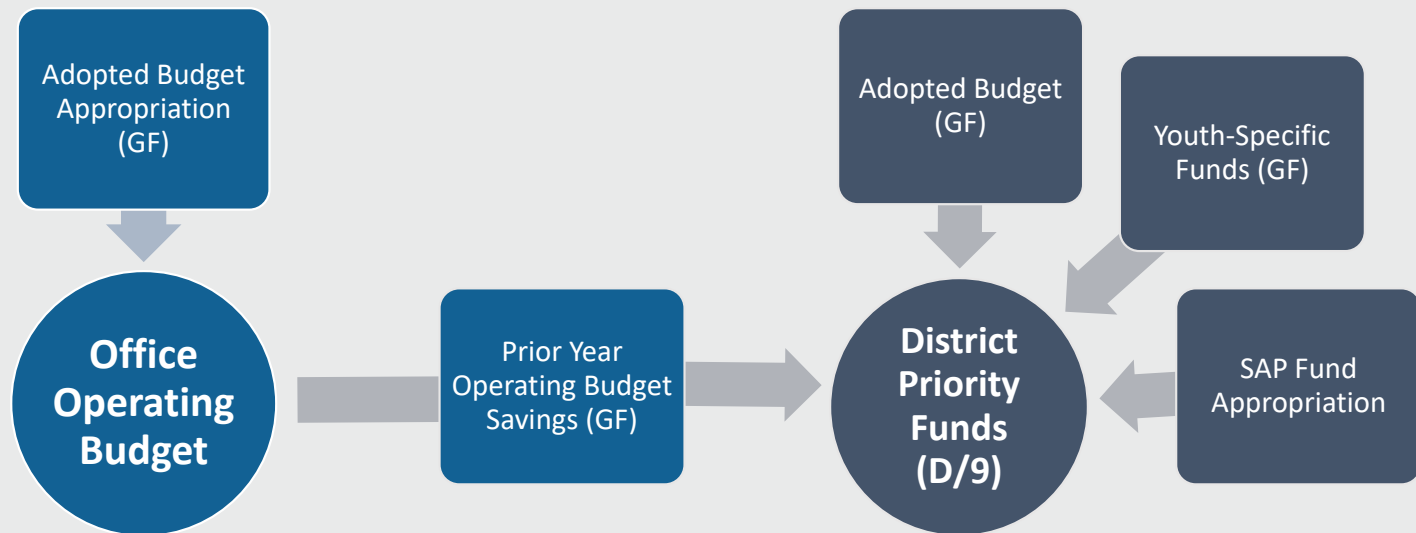 Adopted Budget
Appropriation
(GF)
Adopted Budget
(GF)
Youth-Specific
Funds (GF)
Office
Operating
Budget
Prior Year
Operating Budget
Savings (GF)
District
Priority
Funds
(D/9)
SAP Fund
Appropriation